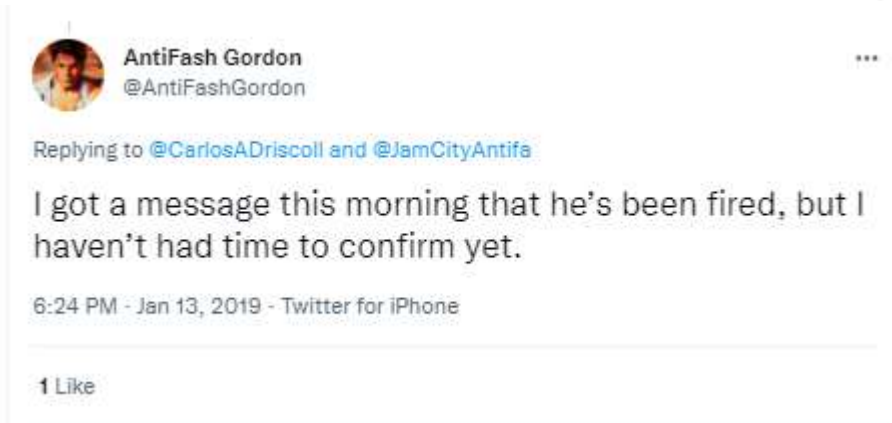 AntiFash Gordon
@AntiFashGordon
Replying to @CarlosADriscoll and @JamCityAntifa
I got a message this morning that he’s been fired, but I
haven’t had time to confirm yet.
6:24 PM · Jan 13, 2019 · Twitter for iPhone
1 Like